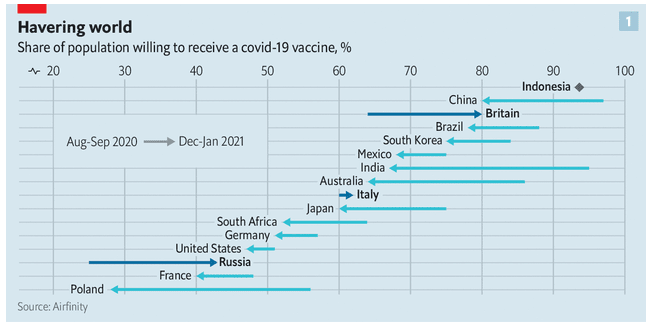 Havering world
1
Share of population willing to receive a covid-19 vaccine, %
20 30 40 50 60 70 80 90 100
Indonesia
China
Britain
Brazil
Aug-Sep 2020 Dec-Jan 2021
South Korea
Mexico
India
Australia
Italy
Japan
South Africa
Germany
United States
Russia
France
Poland
Source: Airfinity